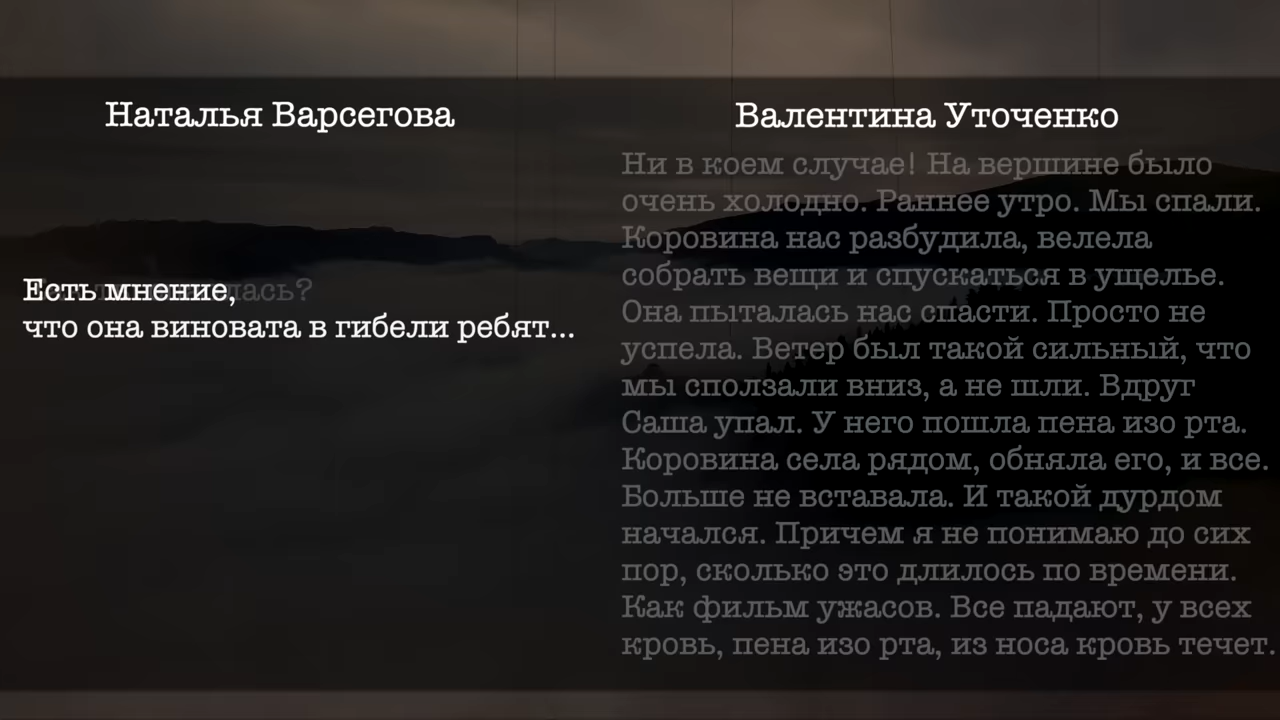 Наталья Варсегова
Есть мнение,
что она виновата в гибели ребят...
Валентина Уточенко
Ни в коем случае! На вершине было
очень холодно. Раннее утро. Мы спали.
Коровина нас разбудила, велела
собрать вещи и спускаться в ущелье.
Она пыталась нас спасти. Просто не
успела. Ветер был такой сильный, что
мы сползали вниз, а не шли. Вдруг
Саша упал. У него пошла пена изо рта.
Коровина села рядом, обняла его, и все.
Больше не вставала. И такой дурдом
начался. Причем я не понимаю до сих
пор, сколько это длилось по времени.
Как фильм ужасов. Все падают, у всех
кровь, пена изо рта, из носа кровь течет.